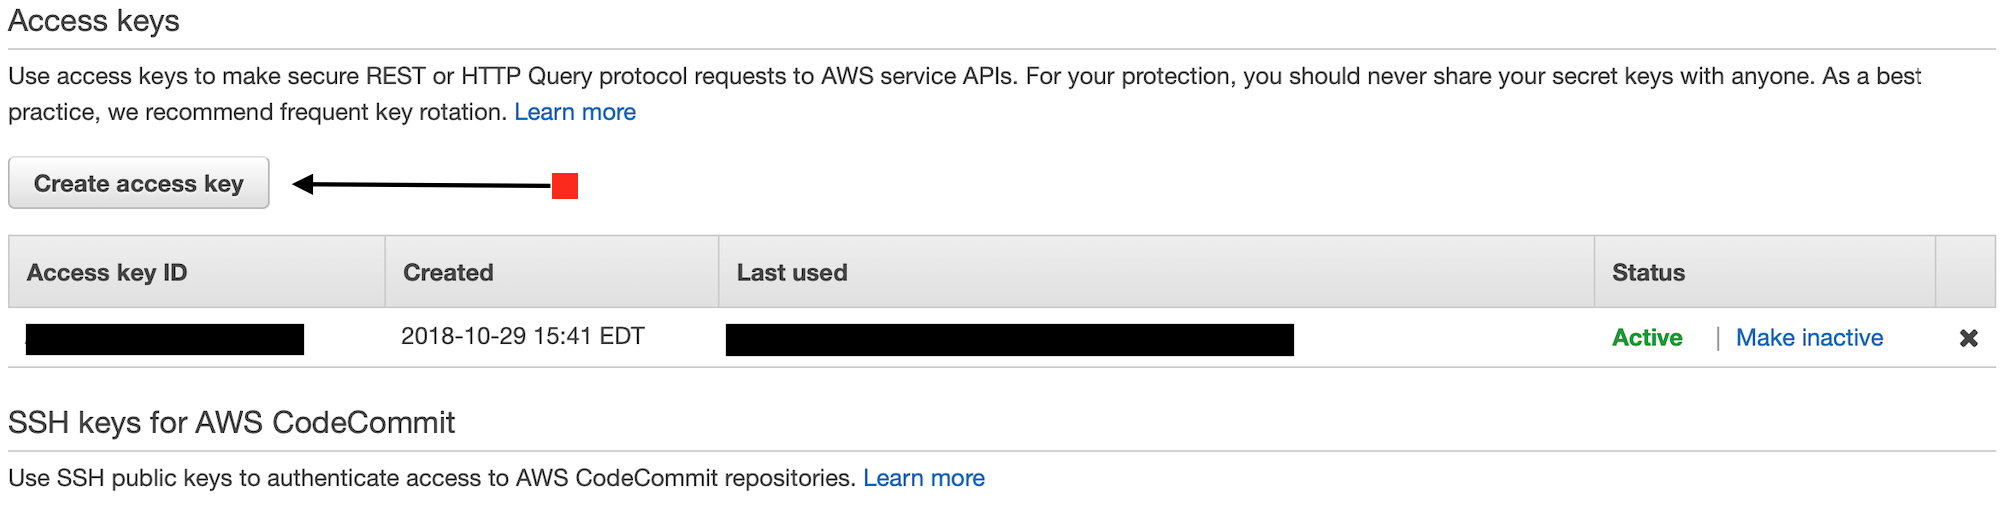 Access keys
Use access keys to make secure REST or HTTP Query protocol requests to AWS service APIs. For your protection, you should never share your secret keys with anyone. As a best
practice, we recommend frequent key rotation. Learn more
Create access key
Access key ID Created Last used Status
2018-10-29 15:41 EDT Active | Make inactive
SSH keys for AWS CodeCommit
Use SSH public keys to authenticate access to AWS CodeCommit repositories. Learn more